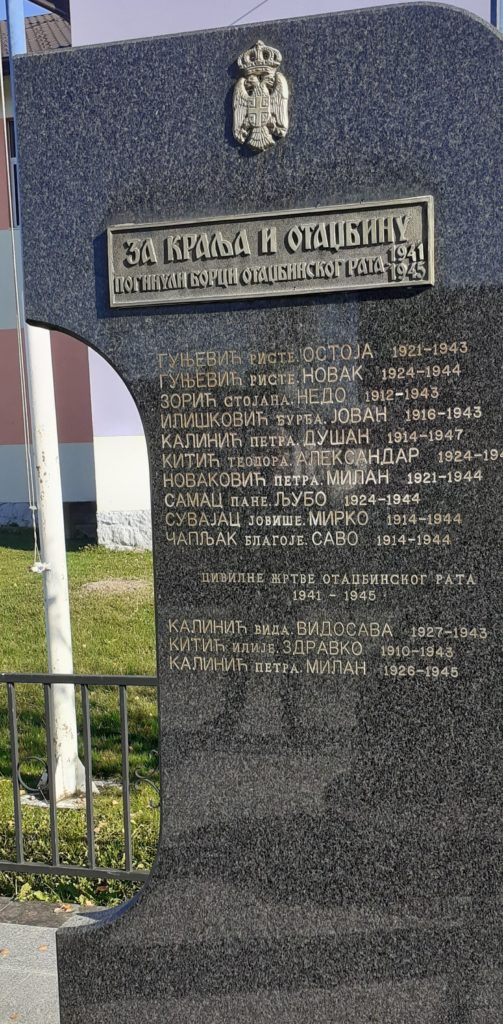 ЗА КРАЉА И ОТАЏБИНУ
ПОГИНУЛИ БОРЦИ ОТАЏБИНСКОГ РАТА 1941-1945
ГУЊЕВИЋ РИСТЕ. ОСТОЈА 1921-1943
ГУЊЕВИЋ РИСТЕ. НОВАК 1924-1944
ЗОРИЋ СТОЈАНА. НЕДО 1912-1943
ИЛИШКОВИЋ ЂУРЂА. ЈОВАН 1916-1943
КАЛИНИЋ ПЕТРА. ДУШАН 1914-1947
КИТИЋ ТЕОДОРА. АЛЕКСАНДАР 1924-194
НОВАКОВИЋ ПЕТРА. МИЛАН 1921-1944
САМАЦ ПАНЕ. ЉУБО 1924-1944
СУВАЈАЦ ЈОВИШЕ. МИРКО 1914-1944
ЧАПЉАК БЛАГОЈЕ. САВО 1914-1944
ЦИВИЛНЕ ЖРТВЕ ОТАЏБИНСКОГ РАТА
1941 - 1945
КАЛИНИЋ ВИДА. ВИДОСАВА 1927-1943
КИТИЋ ИЛИЈЕ. ЗДРАВКО 1910-1943
КАЛИНИЋ ПЕТРА. МИЛАН 1926-1945